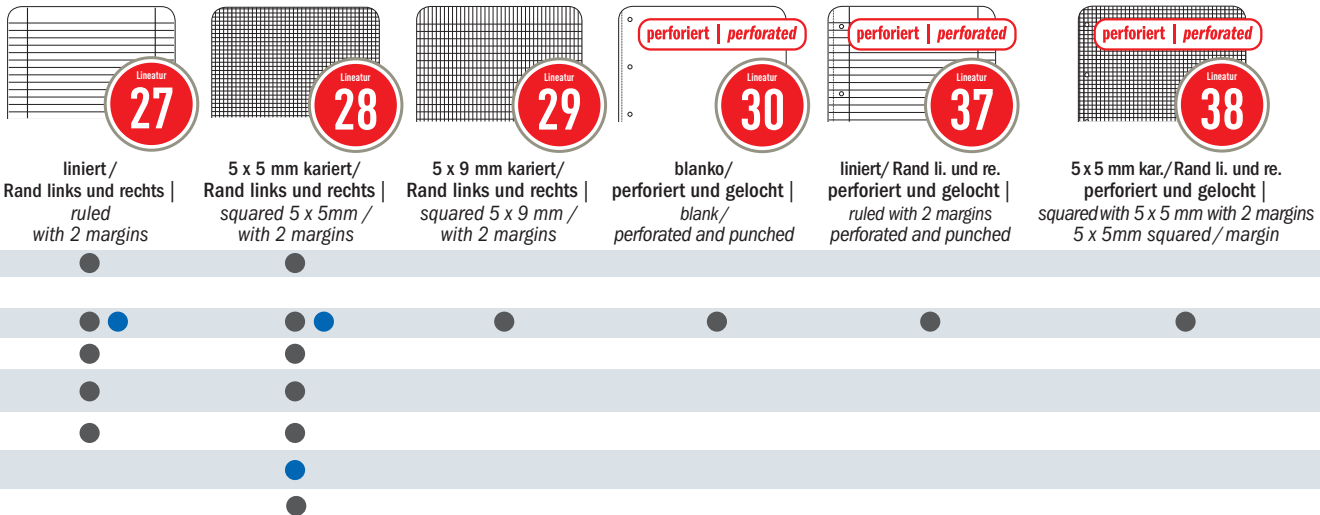 Lineatur
27
liniert /
Rand links und rechts |
ruled
with 2 margins
Lineatur
28
5 x 5 mm kariert/
Rand links und rechts |
squared 5 x 5mm /
with 2 margins
Lineatur
29
5 x 9 mm kariert/
Rand links und rechts |
squared 5 x 9 mm /
with 2 margins
perforiert | perforated
Lineatur
30
blanko/
perforiert und gelocht |
blank/
perforated and punched
perforiert | perforated
Lineatur
37
liniert/ Rand li. und re.
perforiert und gelocht |
ruled with 2 margins
perforated and punched
perforiert | perforated
Lineatur
38
5 x 5 mm kar./ Rand li. und re.
perforiert und gelocht |
squared with 5 x 5 mm with 2 margins
5 x 5mm squared / margin